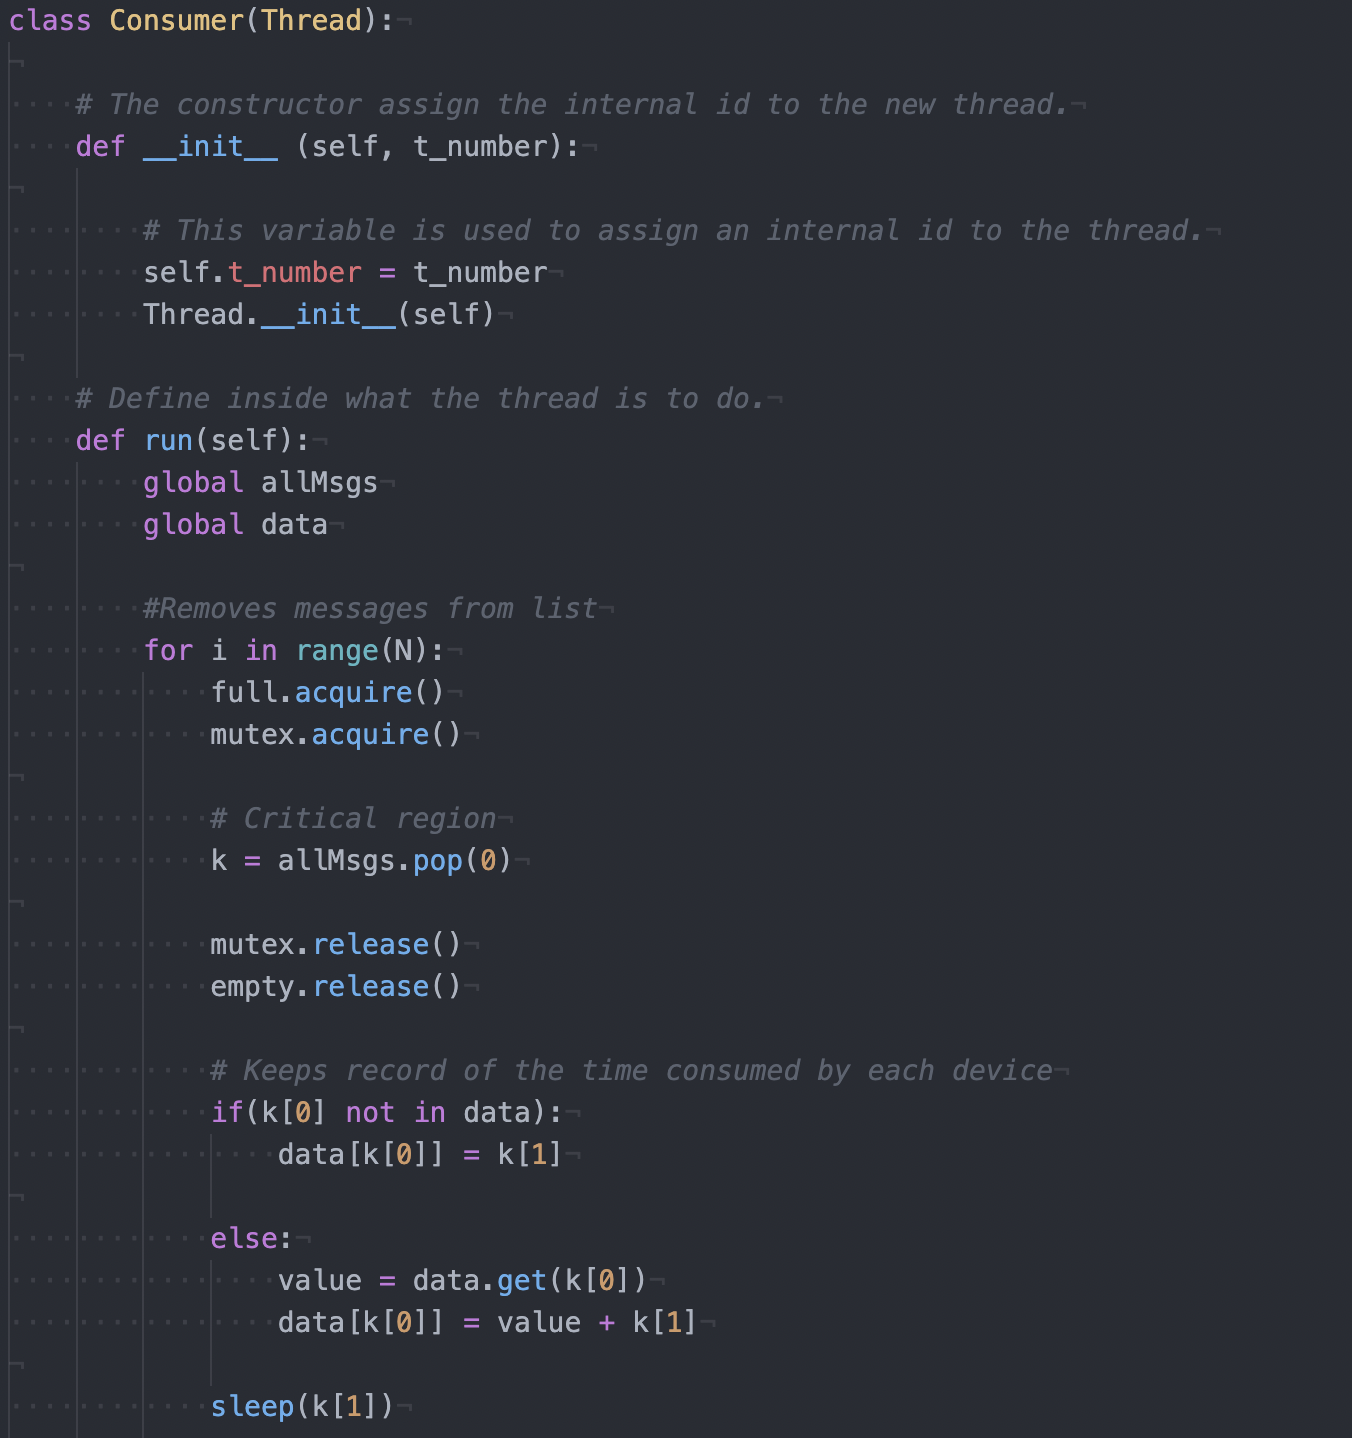 class Consumer(Thread):
    # The constructor assign the internal id to the new thread.
    def __init__ (self, t_number):
        # This variable is used to assign an internal id to the thread.
        self.t_number = t_number
        Thread.__init__(self)
    # Define inside what the thread is to do.
    def run(self):
        global allMsgs
        global data
        #Removes messages from list
        for i in range(N):
            full.acquire()
            mutex.acquire()
            # Critical region
            k = allMsgs.pop(0)
            mutex.release()
            empty.release()
            # Keeps record of the time consumed by each device
            if(k[0] not in data):
                data[k[0]] = k[1]
            else:
                value = data.get(k[0])
                data[k[0]] = value + k[1]
            sleep(k[1])